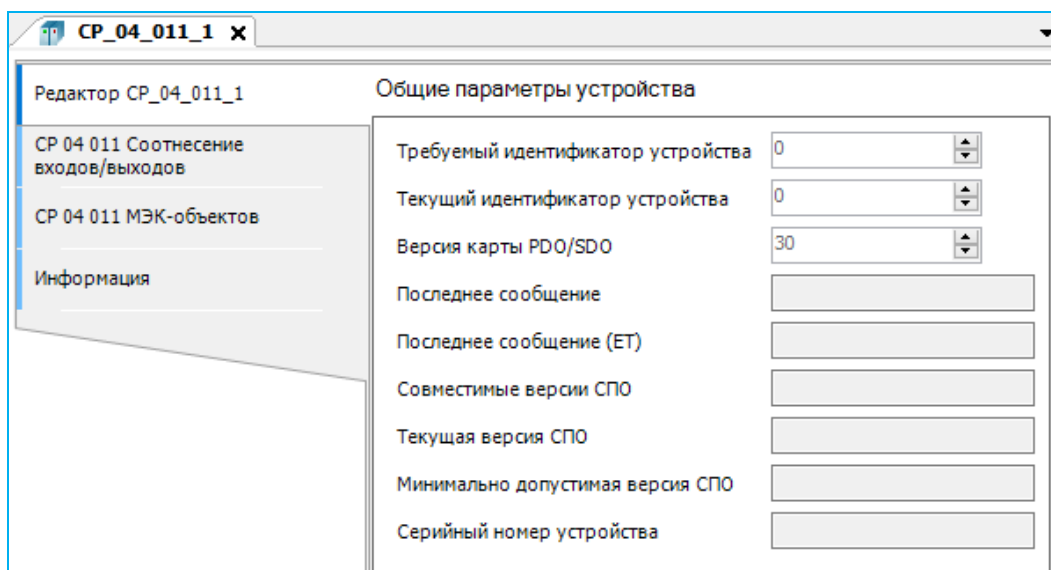 CP_04_011_1
Редактор CP_04_011_1
CP 04 011 Соотнесение
входов/выходов
CP 04 011 МЭК-объектов
Информация
Общие параметры устройства
Требуемый идентификатор устройства 0
Текущий идентификатор устройства 0
Версия карты PDO/SDO 30
Последнее сообщение
Последнее сообщение (ET)
Совместимые версии СПО
Текущая версия СПО
Минимально допустимая версия СПО
Серийный номер устройства